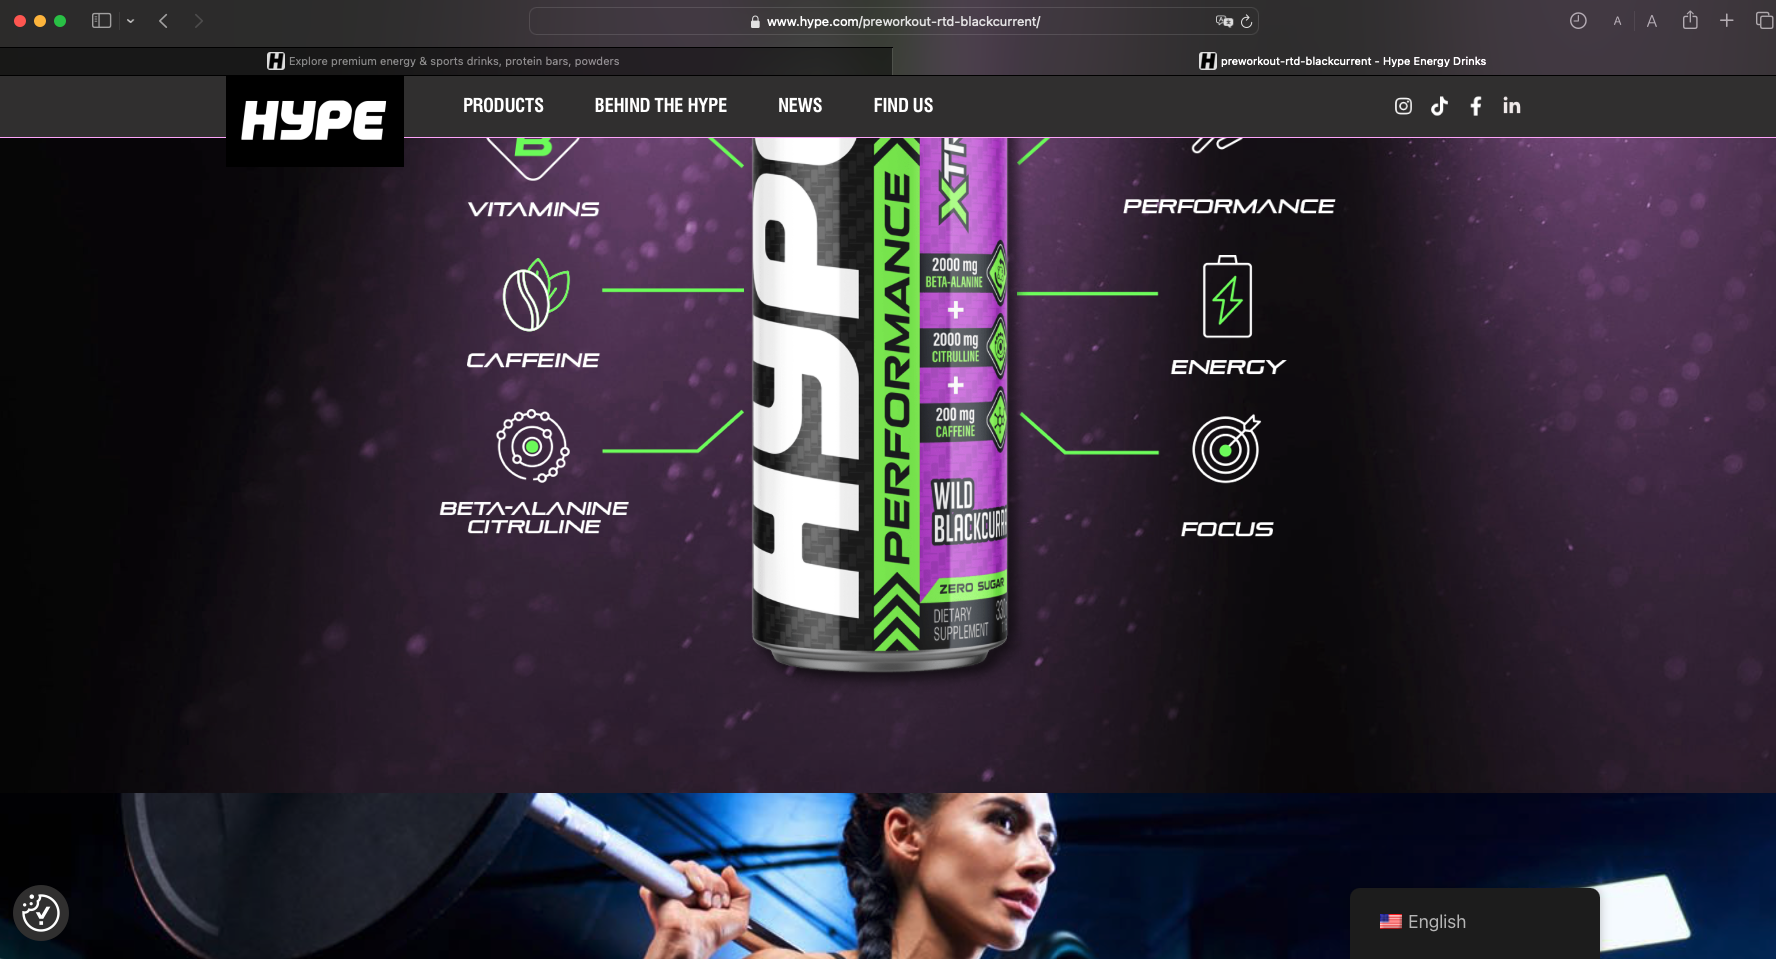 www.hype.com/preworkout-rtd-blackcurrent/
A A
Explore premium energy & sports drinks, protein bars, powders
preworkout-rtd-blackcurrent - Hype Energy Drinks
HYPE
PRODUCTS
BEHIND THE HYPE
NEWS
FIND US
B
VITAMINS
CAFFEINE
BETA-ALANINE
CITRULINE
HYPE
PERFORMANCE
XTR
2000 mg
BETA-ALANINE
+
2000 mg
CITRULLINE
+
200 mg
CAFFEINE
WILD
BLACKCURRA
ZERO SUGAR
DIETARY
SUPPLEMENT
330
PERFORMANCE
ENERGY
FOCUS
English